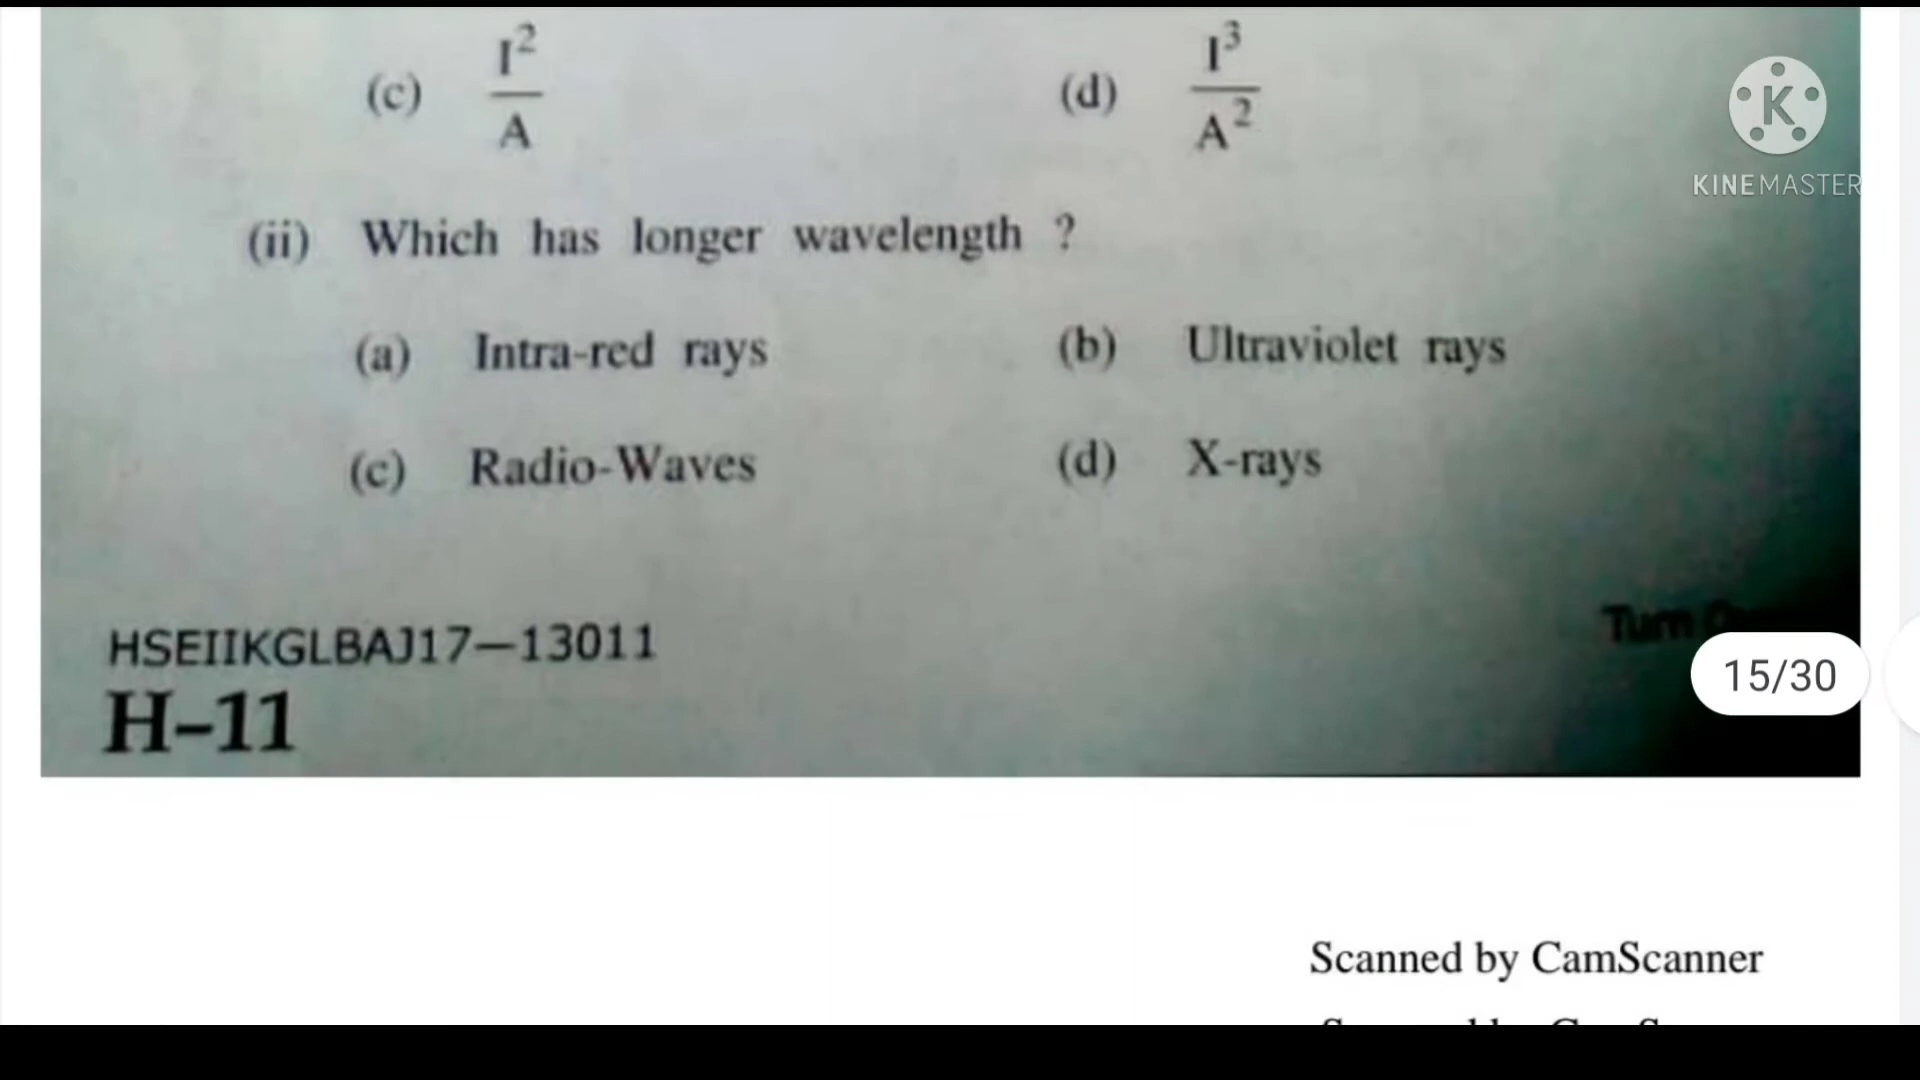 (c) I²/A (d) I³/A²
(ii) Which has longer wavelength ?
(a) Intra-red rays (b) Ultraviolet rays
(c) Radio-Waves (d) X-rays
HSEIIKGLBAJ17—13011
Turn
H–11
15/30
KINEMASTER
Scanned by CamScanner